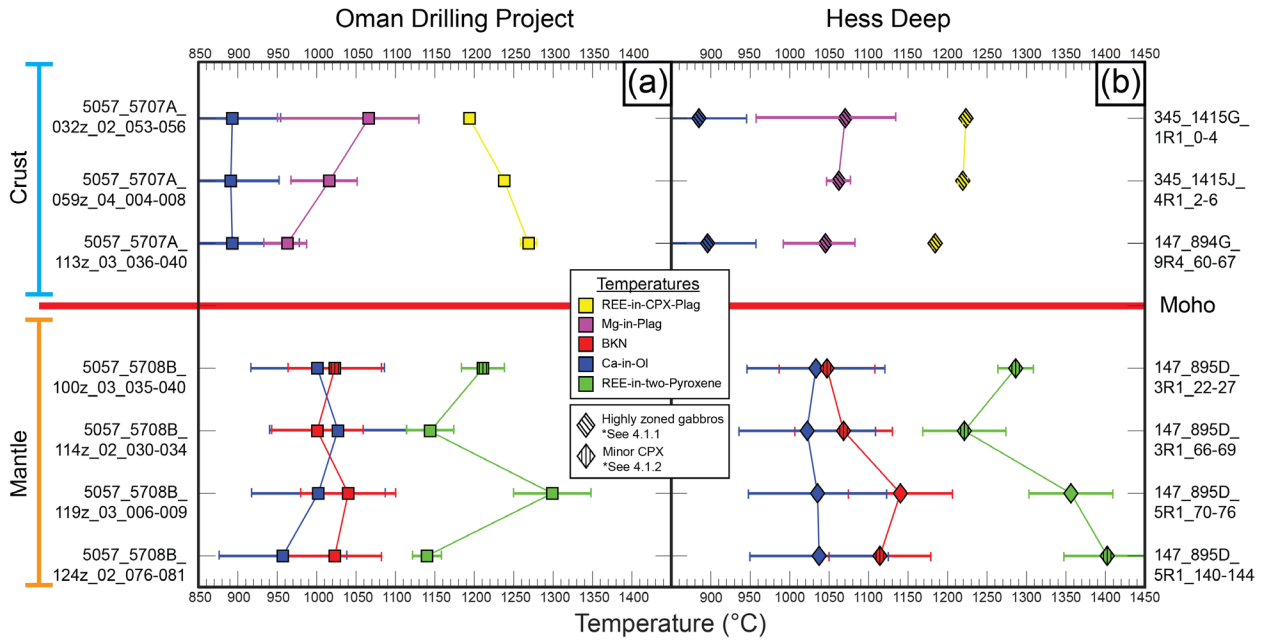 Oman Drilling Project
Hess Deep
850 900 1000 1050 1100 1150 1200 1250 1300 1350 1400
900 1000 1050 1100 1150 1200 1250 1300 1350 1400 1450
(a)
(b)
Crust
5057_5707A_
032z_02_053-056
5057_5707A_
059z_04_004-008
5057_5707A_
113z_03_036-040
345_1415G_
1R1_0-4
345_1415J_
4R1_2-6
147_894G_
9R4_60-67
Temperatures
REE-in-CPX-Plag
Mg-in-Plag
BKN
Ca-in-Ol
REE-in-two-Pyroxene
Highly zoned gabbros
*See 4.1.1
Minor CPX
*See 4.1.2
Moho
Mantle
5057_5708B_
100z_03_035-040
5057_5708B_
114z_02_030-034
5057_5708B_
119z_03_006-009
5057_5708B_
124z_02_076-081
147_895D_
3R1_22-27
147_895D_
3R1_66-69
147_895D_
5R1_70-76
147_895D_
5R1_140-144
850 900 950 1000 1050 1100 1150 1200 1250 1300 1350 1400
900 950 1000 1050 1100 1150 1200 1250 1300 1350 1400 1450
Temperature (°C)